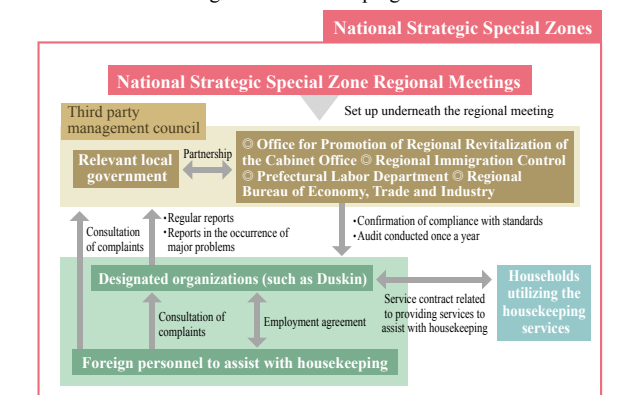 National Strategic Special Zones
National Strategic Special Zone Regional Meetings
Third party
management council
Set up underneath the regional meeting
Relevant local
government
Partnership
◎ Office for Promotion of Regional Revitalization of
the Cabinet Office ◎ Regional Immigration Control
◎ Prefectural Labor Department ◎ Regional
Bureau of Economy, Trade and Industry
Consultation
of complaints
•Regular reports
•Reports in the occurrence of
major problems
•Confirmation of compliance with standards
•Audit conducted once a year
Designated organizations (such as Duskin)
Service contract related
to providing services to
assist with housekeeping
Households
utilizing the
housekeeping
services
Consultation of
complaints
Employment agreement
Foreign personnel to assist with housekeeping